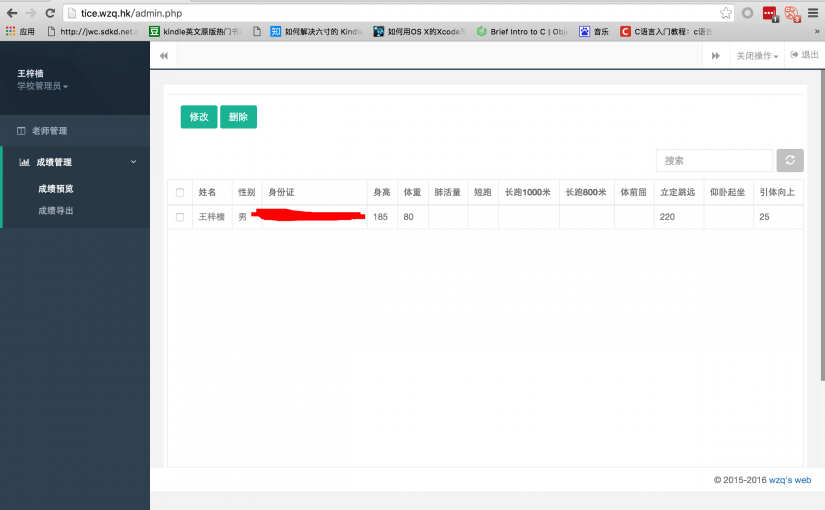 tice.wzq.hk/admin.php
应用 http://jwc.sdkd.net. kindle英文原版热门书 如何解决六寸的 Kindle 如何用OS X的Xcode写 Brief Intro to C | Obj 音乐 C语言入门教程：c语言 »
王梓樯 关闭操作 退出
学校管理员
老师管理
成绩管理
成绩预览
成绩导出
修改 删除
搜索
姓名 性别 身份证 身高 体重 肺活量 短跑 长跑1000米 长跑800米 体前屈 立定跳远 仰卧起坐 引体向上
王梓樯 男 185 80 220 25
© 2015-2016 wzq's web